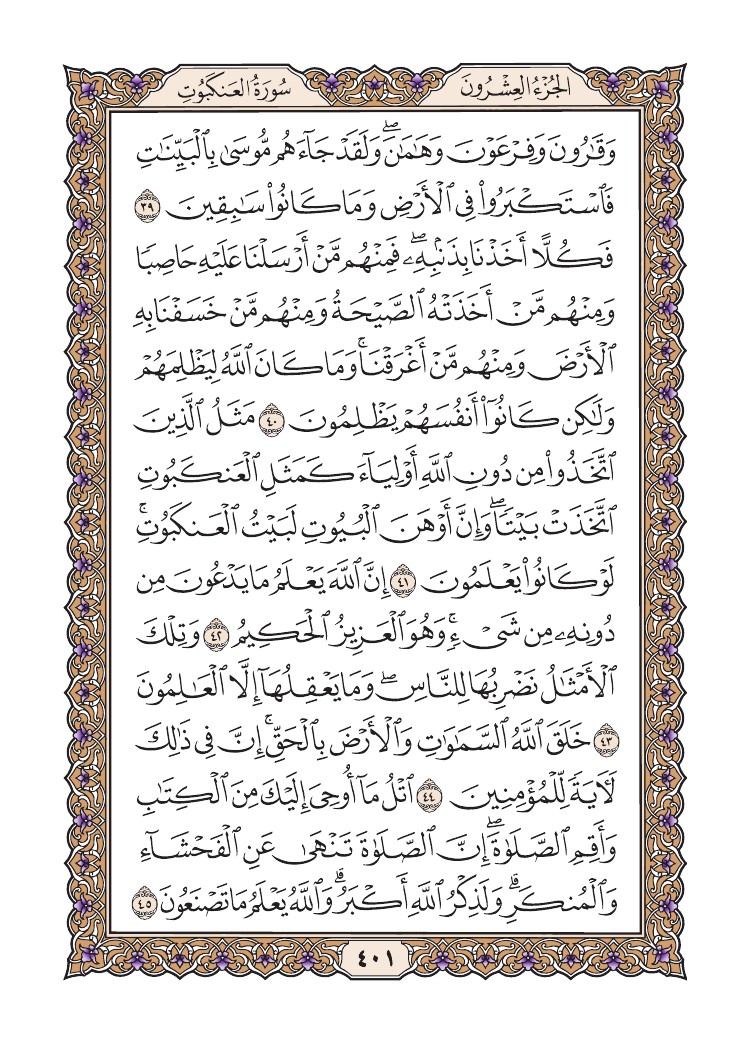 الجُزْءُ العِشْرُونَ
سُورَةُ العَنكَبُوتِ
وَقَٰرُونَ وَفِرْعَوْنَ وَهَٰمَٰنَۖ وَلَقَدْ جَآءَهُم مُّوسَىٰ بِٱلْبَيِّنَٰتِ
فَٱسْتَكْبَرُوا۟ فِى ٱلْأَرْضِ وَمَا كَانُوا۟ سَٰبِقِينَ ٣٩
فَكُلًّا أَخَذْنَا بِذَنۢبِهِۦۖ فَمِنْهُم مَّنْ أَرْسَلْنَا عَلَيْهِ حَاصِبًا
وَمِنْهُم مَّنْ أَخَذَتْهُ ٱلصَّيْحَةُ وَمِنْهُم مَّنْ خَسَفْنَا بِهِ
ٱلْأَرْضَ وَمِنْهُم مَّنْ أَغْرَقْنَاۚ وَمَا كَانَ ٱللَّهُ لِيَظْلِمَهُمْ
وَلَٰكِن كَانُوٓا۟ أَنفُسَهُمْ يَظْلِمُونَ ٤٠ مَثَلُ ٱلَّذِينَ
ٱتَّخَذُوا۟ مِن دُونِ ٱللَّهِ أَوْلِيَآءَ كَمَثَلِ ٱلْعَنكَبُوتِ
ٱتَّخَذَتْ بَيْتًاۖ وَإِنَّ أَوْهَنَ ٱلْبُيُوتِ لَبَيْتُ ٱلْعَنكَبُوتِۚ
لَوْ كَانُوا۟ يَعْلَمُونَ ٤١ إِنَّ ٱللَّهَ يَعْلَمُ مَا يَدْعُونَ مِن
دُونِهِۦ مِن شَىْءٍۚ وَهُوَ ٱلْعَزِيزُ ٱلْحَكِيمُ ٤٢ وَتِلْكَ
ٱلْأَمْثَٰلُ نَضْرِبُهَا لِلنَّاسِۖ وَمَا يَعْقِلُهَآ إِلَّا ٱلْعَٰلِمُونَ
٤٣ خَلَقَ ٱللَّهُ ٱلسَّمَٰوَٰتِ وَٱلْأَرْضَ بِٱلْحَقِّۚ إِنَّ فِى ذَٰلِكَ
لَءَايَةً لِّلْمُؤْمِنِينَ ٤٤ ٱتْلُ مَآ أُوحِىَ إِلَيْكَ مِنَ ٱلْكِتَٰبِ
وَأَقِمِ ٱلصَّلَوٰةَۖ إِنَّ ٱلصَّلَوٰةَ تَنْهَىٰ عَنِ ٱلْفَحْشَآءِ
وَٱلْمُنكَرِۗ وَلَذِكْرُ ٱللَّهِ أَكْبَرُۗ وَٱللَّهُ يَعْلَمُ مَا تَصْنَعُونَ ٤٥
٤٠١